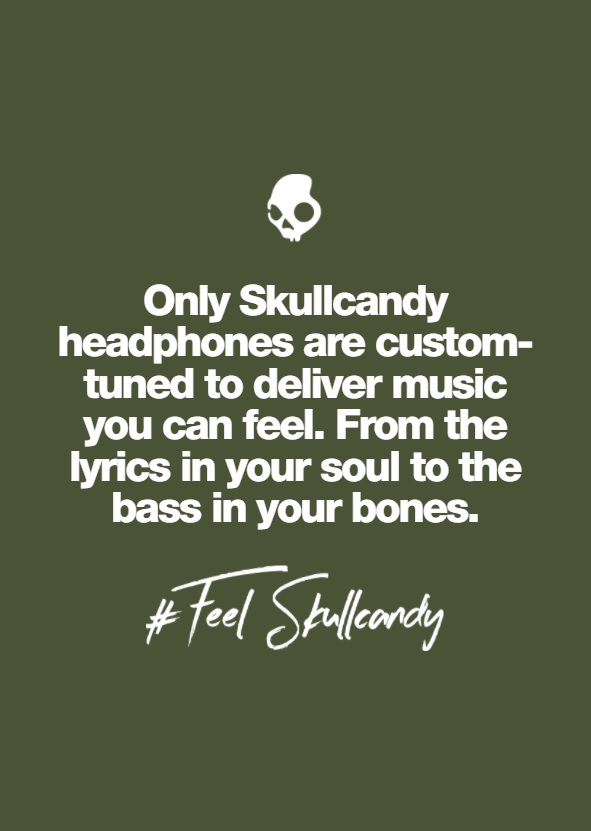 Only Skullcandy
headphones are custom-
tuned to deliver music
you can feel. From the
lyrics in your soul to the
bass in your bones.
#Feel Skullcandy